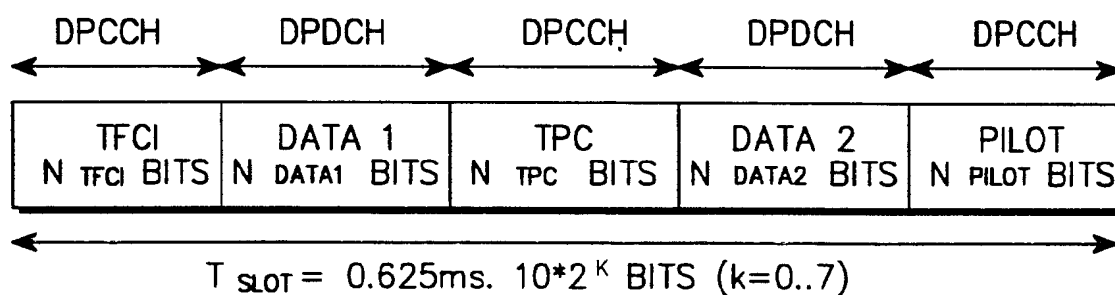 DPCCH DPDCH DPCCH DPDCH DPCCH
TFCI DATA 1 TPC DATA 2 PILOT
N TFCI BITS N DATA1 BITS N TPC BITS N DATA2 BITS N PILOT BITS
T SLOT = 0.625ms. 10*2 K BITS (k=0..7)